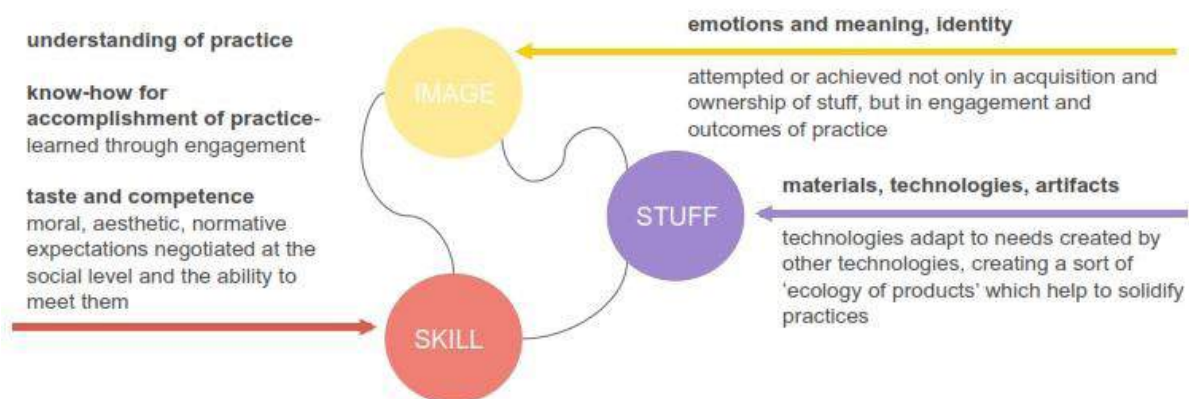 understanding of practice
know-how for
accomplishment of practice-
learned through engagement
taste and competence
moral, aesthetic, normative
expectations negotiated at the
social level and the ability to
meet them
IMAGE
STUFF
SKILL
emotions and meaning, identity
attempted or achieved not only in acquisition and
ownership of stuff, but in engagement and
outcomes of practice
materials, technologies, artifacts
technologies adapt to needs created by
other technologies, creating a sort of
'ecology of products' which help to solidify
practices